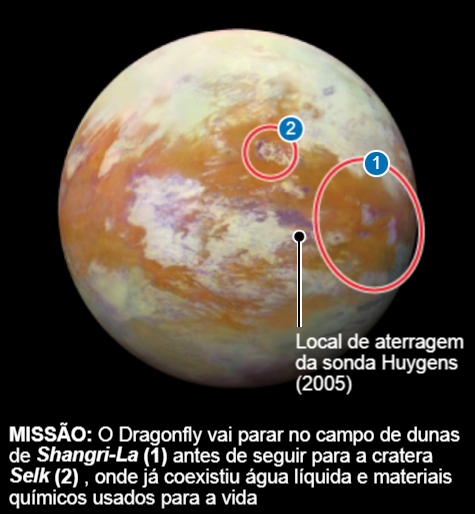 2
1
Local de aterragem
da sonda Huygens
(2005)
MISSÃO: O Dragonfly vai parar no campo de dunas
de Shangri-La (1) antes de seguir para a cratera
Selk (2) , onde já coexistiu água líquida e materiais
químicos usados para a vida